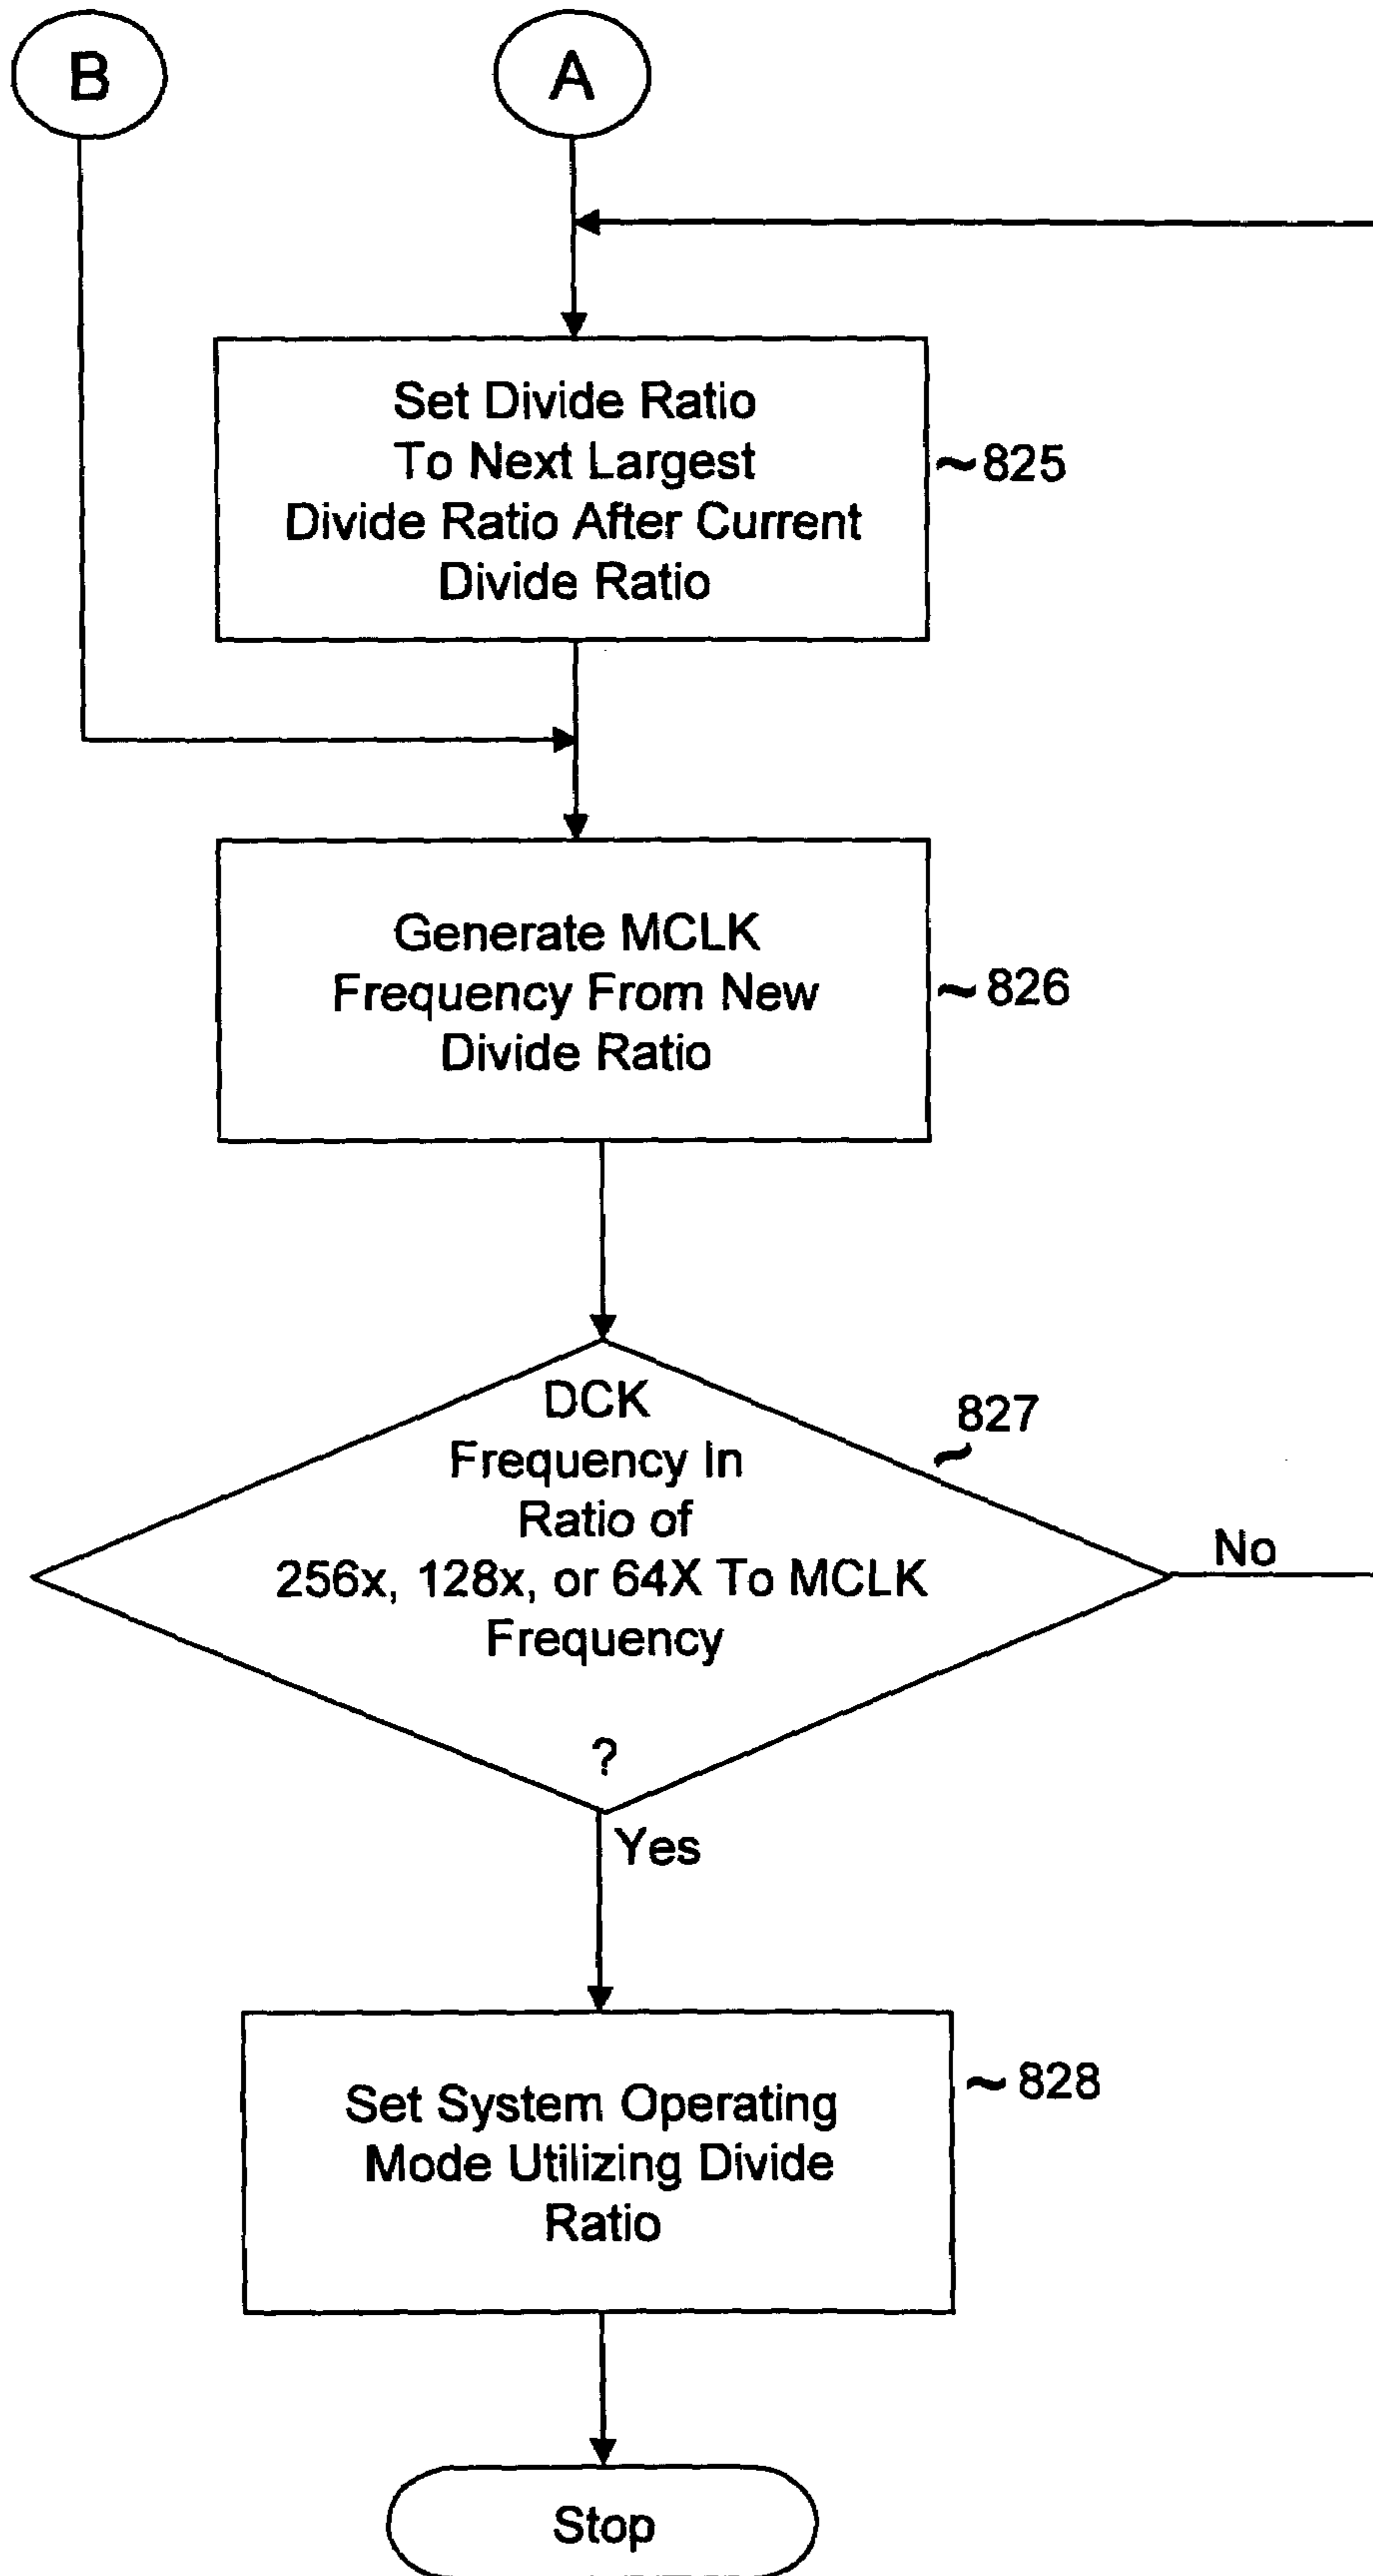 B
A
Set Divide Ratio
To Next Largest
Divide Ratio After Current
Divide Ratio
~825
Generate MCLK
Frequency From New
Divide Ratio
~826
DCK
Frequency In
Ratio of
256x, 128x, or 64X To MCLK
Frequency
?
827
~
No
Yes
Set System Operating
Mode Utilizing Divide
Ratio
~828
Stop